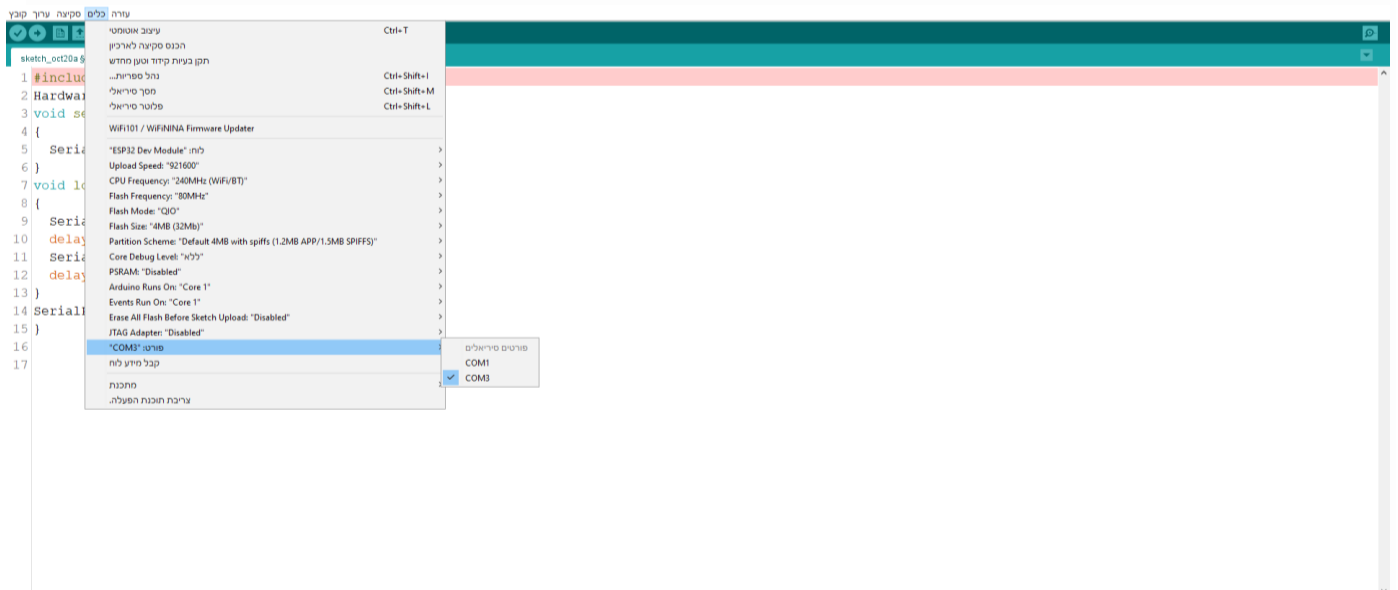 קובץ ערוך סקיצה כלים עזרה
sketch_oct20a §
עיצוב אוטומטי Ctrl+T
הכנס סקיצה לארכיון
תקן בעיות קידוד וטען מחדש
נהל ספריות... Ctrl+Shift+I
מסך סיריאלי Ctrl+Shift+M
פלוטר סיריאלי Ctrl+Shift+L
WiFi101 / WiFiNINA Firmware Updater
לוח: "ESP32 Dev Module"
Upload Speed: "921600"
CPU Frequency: "240MHz (WiFi/BT)"
Flash Frequency: "80MHz"
Flash Mode: "QIO"
Flash Size: "4MB (32Mb)"
Partition Scheme: "Default 4MB with spiffs (1.2MB APP/1.5MB SPIFFS)"
Core Debug Level: "ללא"
PSRAM: "Disabled"
Arduino Runs On: "Core 1"
Events Run On: "Core 1"
Erase All Flash Before Sketch Upload: "Disabled"
JTAG Adapter: "Disabled"
פורט: "COM3"
קבל מידע לוח
מתכנת
צריבת תוכנת הפעלה.
פורטים סיריאלים
COM1
COM3
1 #includ
2 Hardwar
3 void se
4 {
5 Seria
6 }
7 void lo
8 {
9 Seria
10 delay
11 Seria
12 delay
13 }
14 Serial
15 }
16
17